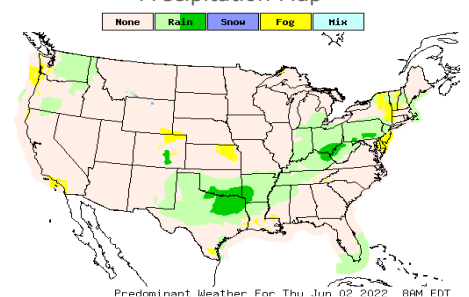 Precipitation Map
None Rain Snow Fog Mix
Predominant Weather For Thu Jun 02 2022 8AM EDT